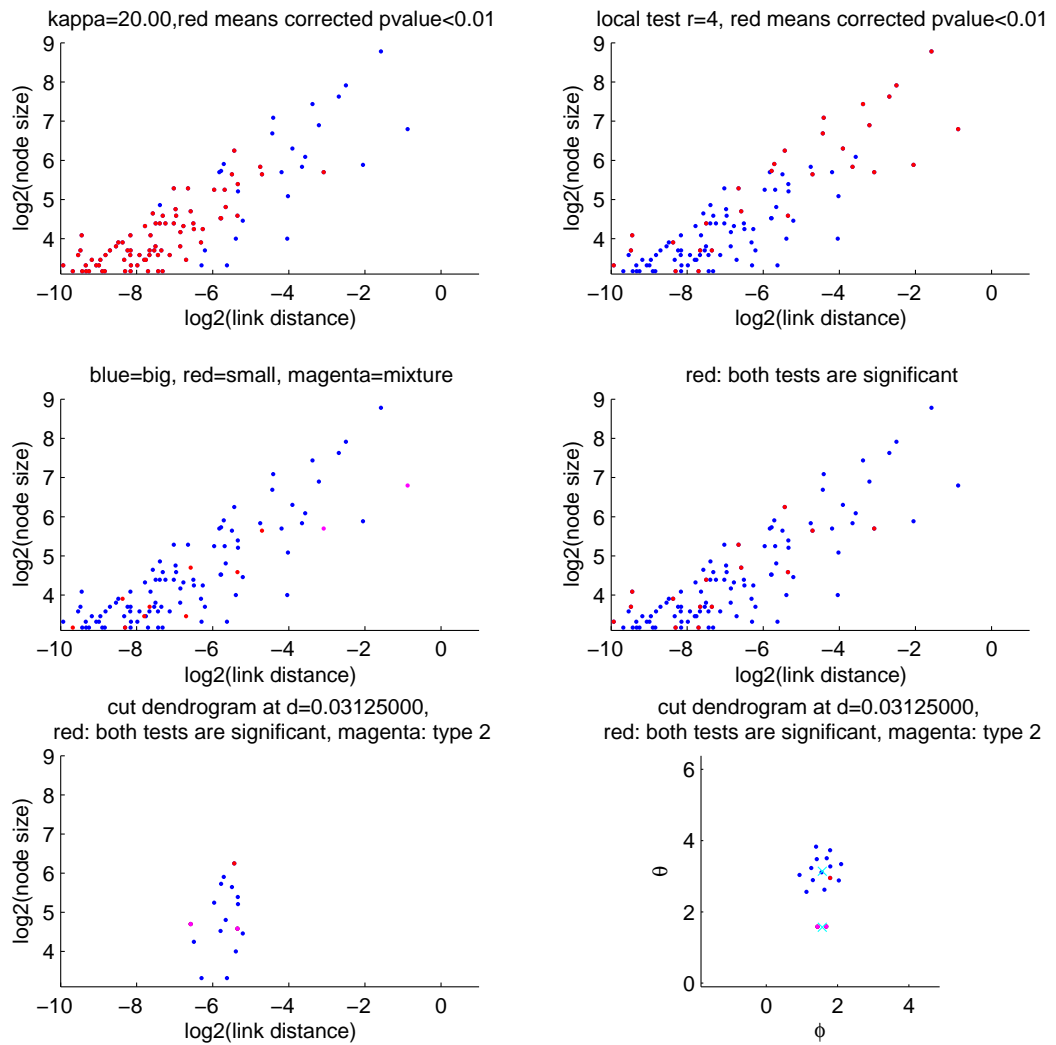 kappa=20.00,red means corrected pvalue<0.01
9
8
7
6
5
4
log2(node size)
−10 −8 −6 −4 −2 0
log2(link distance)
local test r=4, red means corrected pvalue<0.01
9
8
7
6
5
4
log2(node size)
−10 −8 −6 −4 −2 0
log2(link distance)
blue=big, red=small, magenta=mixture
9
8
7
6
5
4
log2(node size)
−10 −8 −6 −4 −2 0
log2(link distance)
red: both tests are significant
9
8
7
6
5
4
log2(node size)
−10 −8 −6 −4 −2 0
log2(link distance)
cut dendrogram at d=0.03125000,
red: both tests are significant, magenta: type 2
9
8
7
6
5
4
log2(node size)
−10 −8 −6 −4 −2 0
log2(link distance)
cut dendrogram at d=0.03125000,
red: both tests are significant, magenta: type 2
6
4
2
0
θ
0 2 4
ϕ